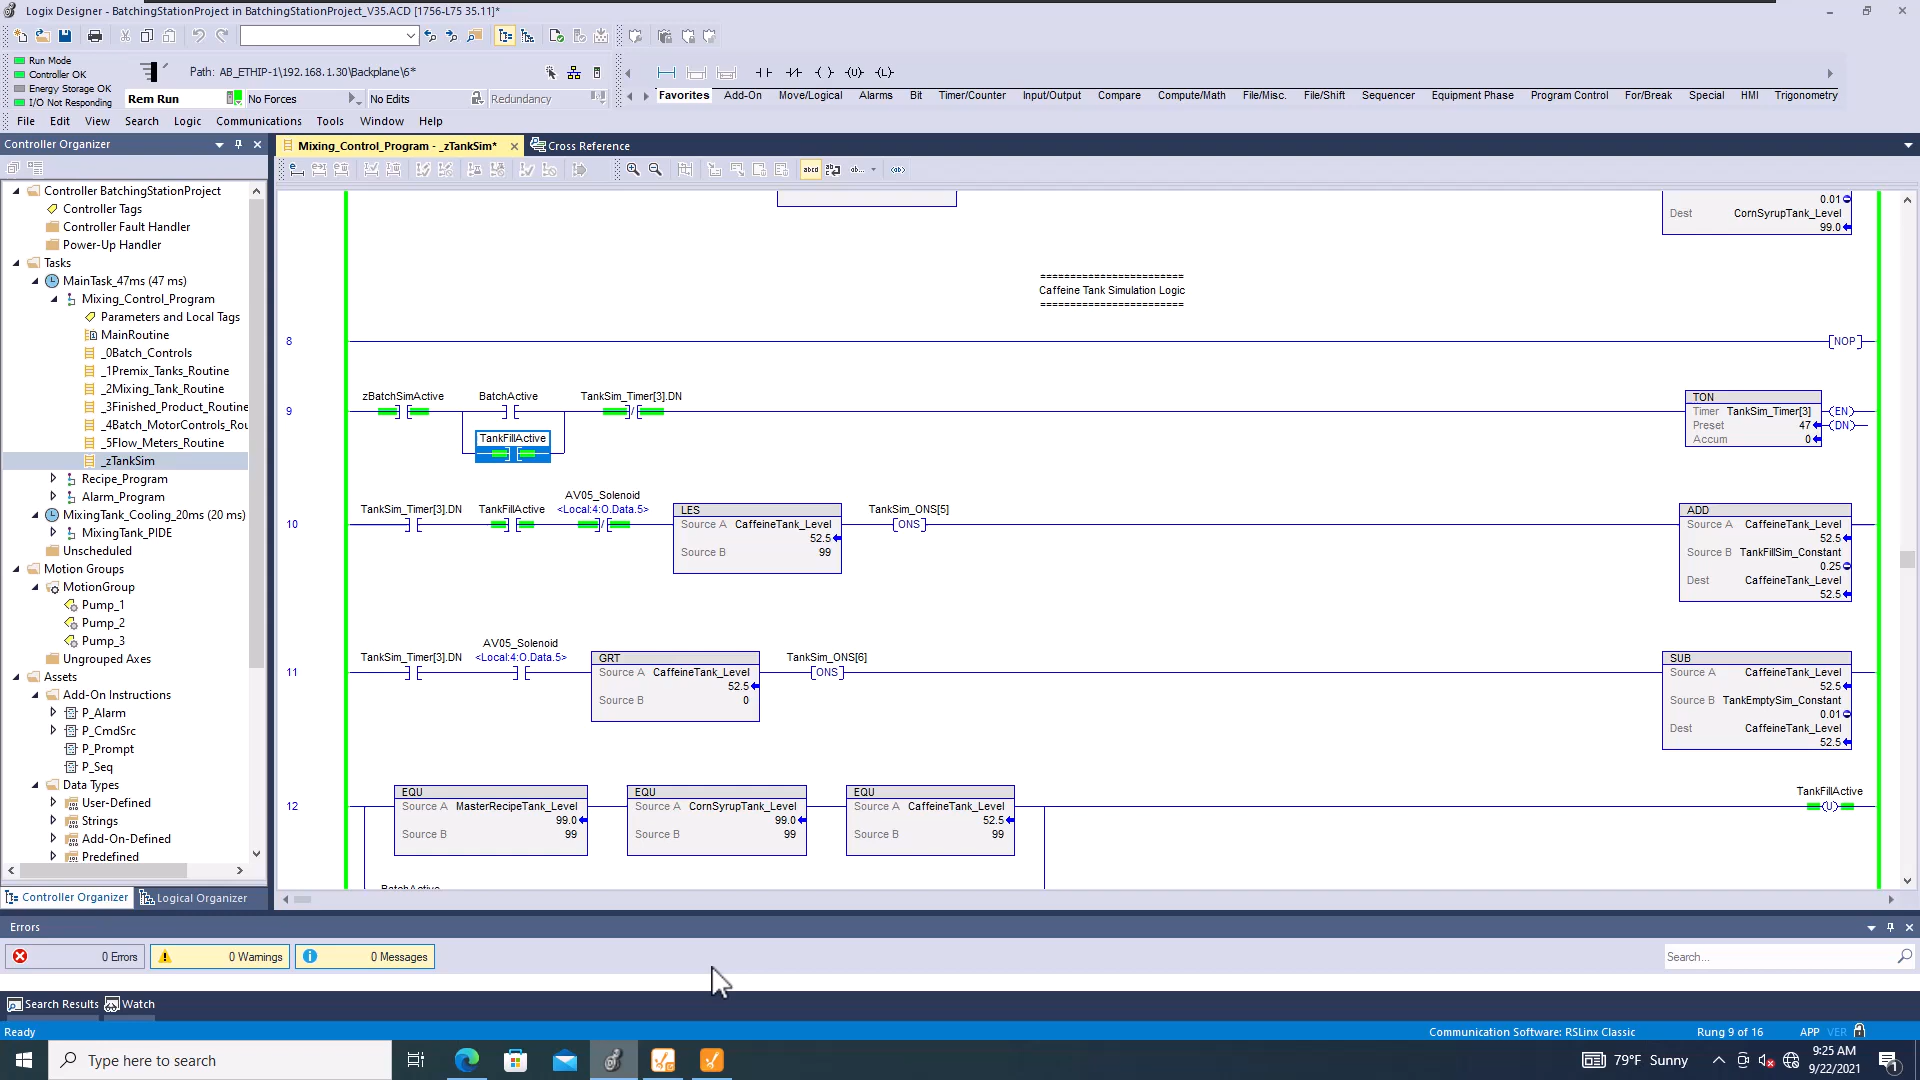 Logix Designer - BatchingStationProject in BatchingStationProject_V35.ACD [1756-L75 35.11]*
Run Mode
Controller OK
Energy Storage OK
I/O Not Responding
Path: AB_ETHIP-1\192.168.1.30\Backplane\6*
Rem Run
No Forces
No Edits
Redundancy
Favorites Add-On Move/Logical Alarms Bit Timer/Counter Input/Output Compare Compute/Math File/Misc. File/Shift Sequencer Equipment Phase Program Control For/Break Special HMI Trigonometry
File Edit View Search Logic Communications Tools Window Help
Controller Organizer
Mixing_Control_Program - _zTankSim*
Cross Reference
Controller BatchingStationProject
Controller Tags
Controller Fault Handler
Power-Up Handler
Tasks
MainTask_47ms (47 ms)
Mixing_Control_Program
Parameters and Local Tags
MainRoutine
_0Batch_Controls
_1Premix_Tanks_Routine
_2Mixing_Tank_Routine
_3Finished_Product_Routine
_4Batch_MotorControls_Rou
_5Flow_Meters_Routine
_zTankSim
Recipe_Program
Alarm_Program
MixingTank_Cooling_20ms (20 ms)
MixingTank_PIDE
Unscheduled
Motion Groups
MotionGroup
Pump_1
Pump_2
Pump_3
Ungrouped Axes
Assets
Add-On Instructions
P_Alarm
P_CmdSrc
P_Prompt
P_Seq
Data Types
User-Defined
Strings
Add-On-Defined
Predefined
Controller Organizer
Logical Organizer
0.01
Dest CornSyrupTank_Level
99.0
========================
Caffeine Tank Simulation Logic
========================
8
NOP
9
zBatchSimActive
BatchActive
TankSim_Timer[3].DN
TankFillActive
TON
Timer TankSim_Timer[3]
Preset 47
Accum 0
EN
DN
10
TankSim_Timer[3].DN
TankFillActive
AV05_Solenoid
<Local:4:O.Data.5>
LES
Source A CaffeineTank_Level
52.5
Source B 99
TankSim_ONS[5]
ONS
ADD
Source A CaffeineTank_Level
52.5
Source B TankFillSim_Constant
0.25
Dest CaffeineTank_Level
52.5
11
TankSim_Timer[3].DN
AV05_Solenoid
<Local:4:O.Data.5>
GRT
Source A CaffeineTank_Level
52.5
Source B 0
TankSim_ONS[6]
ONS
SUB
Source A CaffeineTank_Level
52.5
Source B TankEmptySim_Constant
0.01
Dest CaffeineTank_Level
52.5
12
EQU
Source A MasterRecipeTank_Level
99.0
Source B 99
EQU
Source A CornSyrupTank_Level
99.0
Source B 99
EQU
Source A CaffeineTank_Level
52.5
Source B 99
TankFillActive
U
BatchActive
Errors
0 Errors
0 Warnings
0 Messages
Search...
Search Results
Watch
Ready
Communication Software: RSLinx Classic
Rung 9 of 16
APP VER
Type here to search
79°F Sunny
9:25 AM
9/22/2021
1